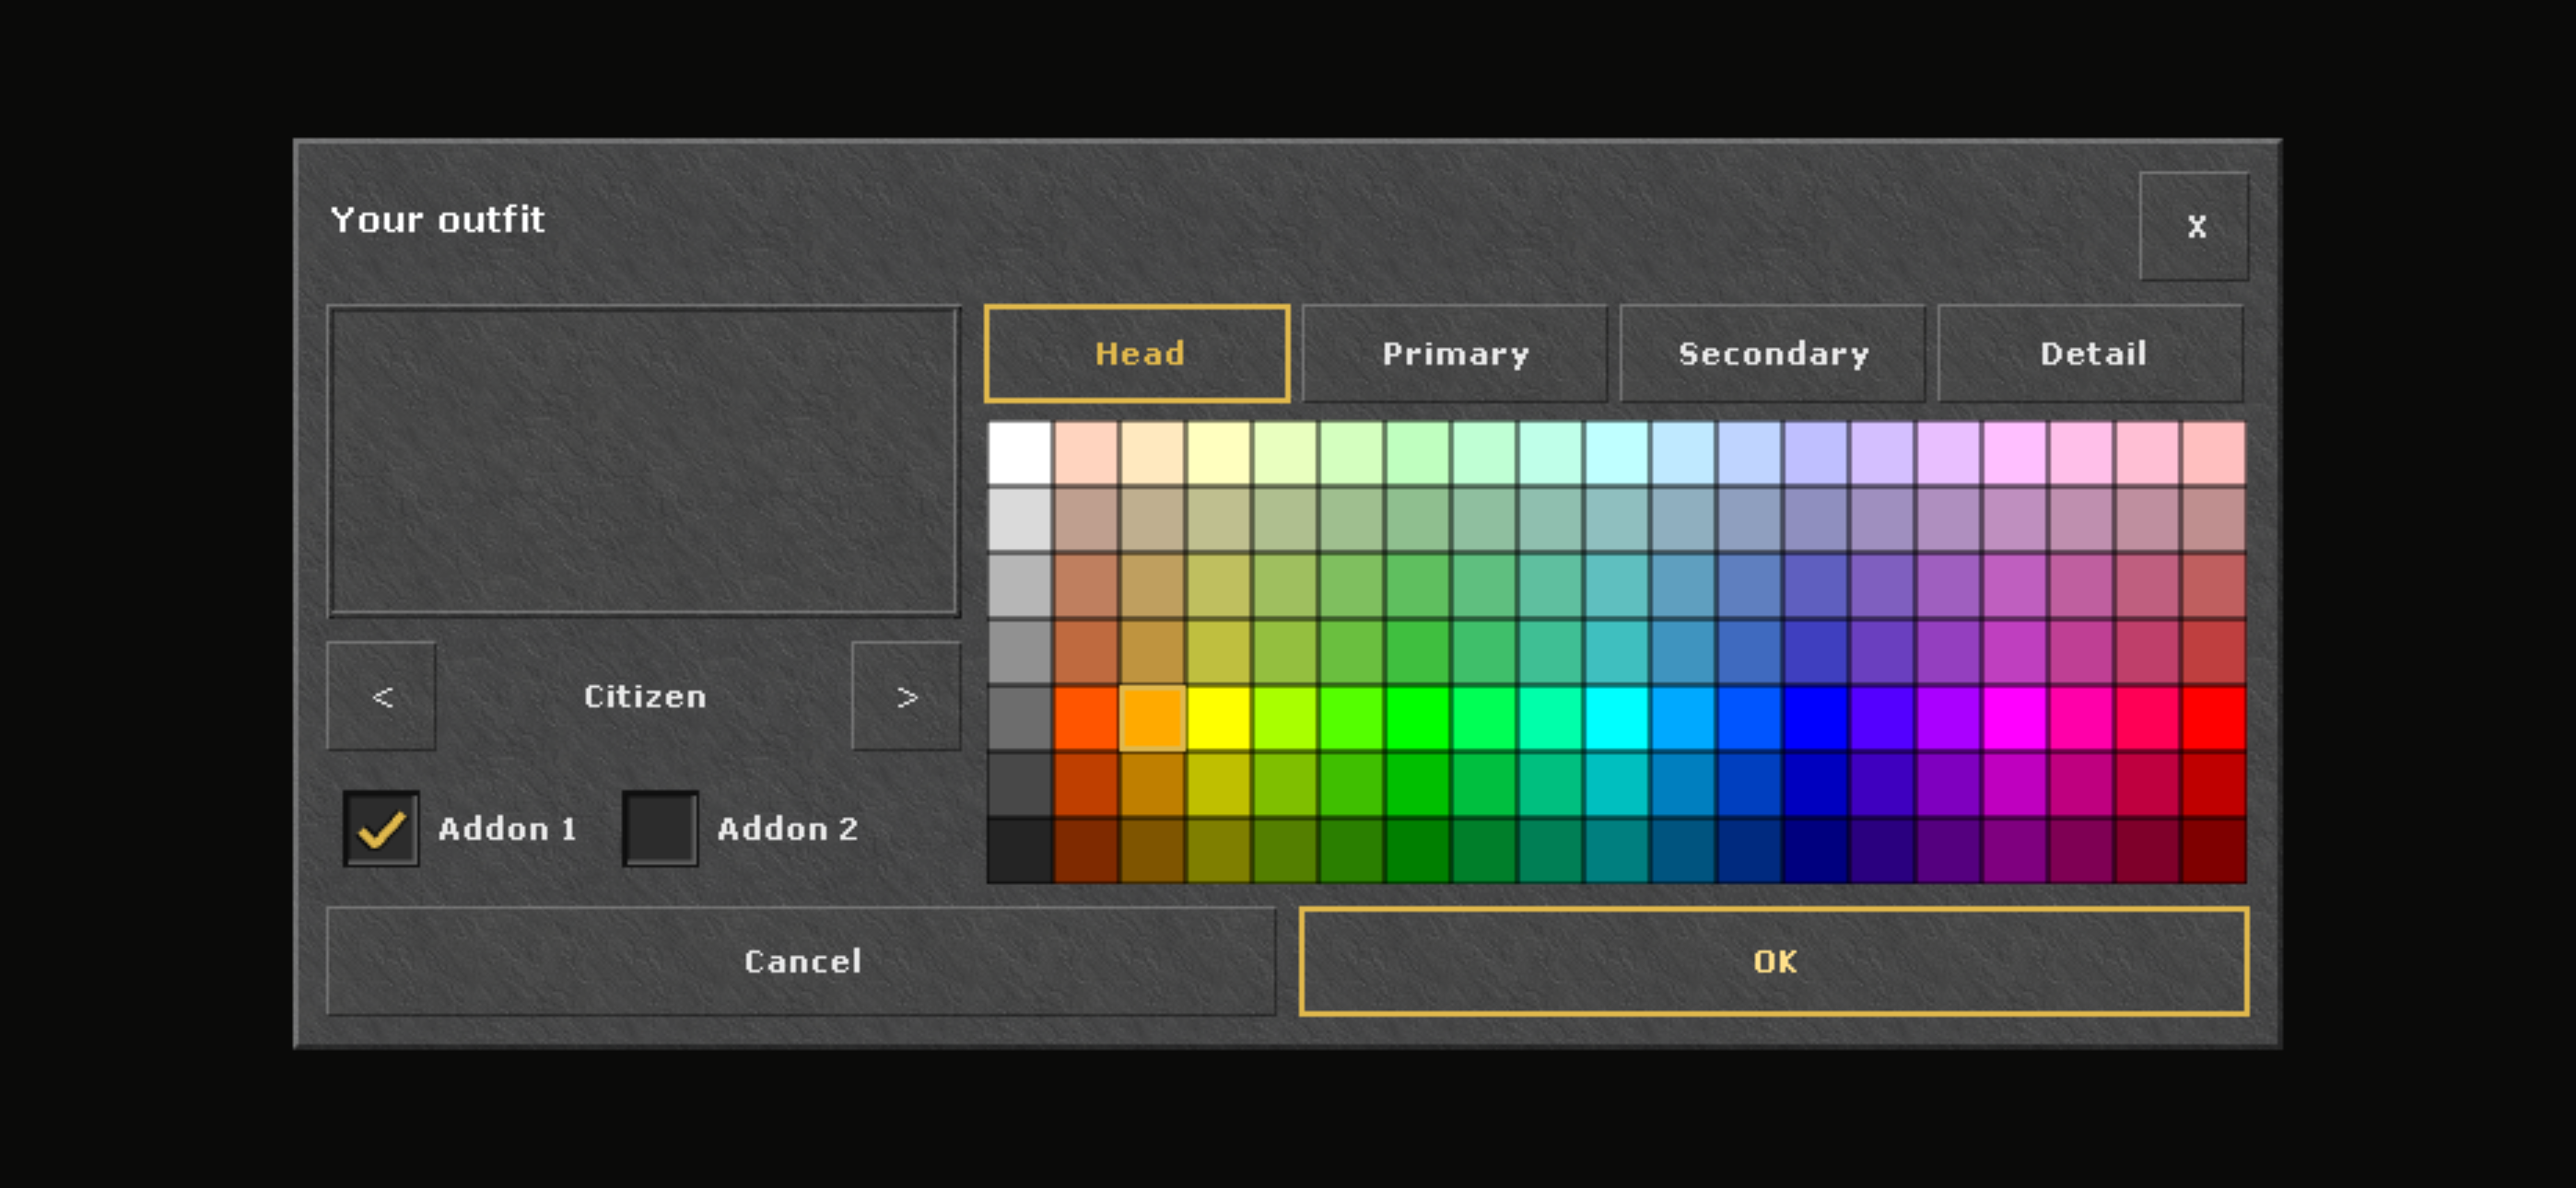 Your outfit
x
Head
Primary
Secondary
Detail
<
Citizen
>
Addon 1
Addon 2
Cancel
OK